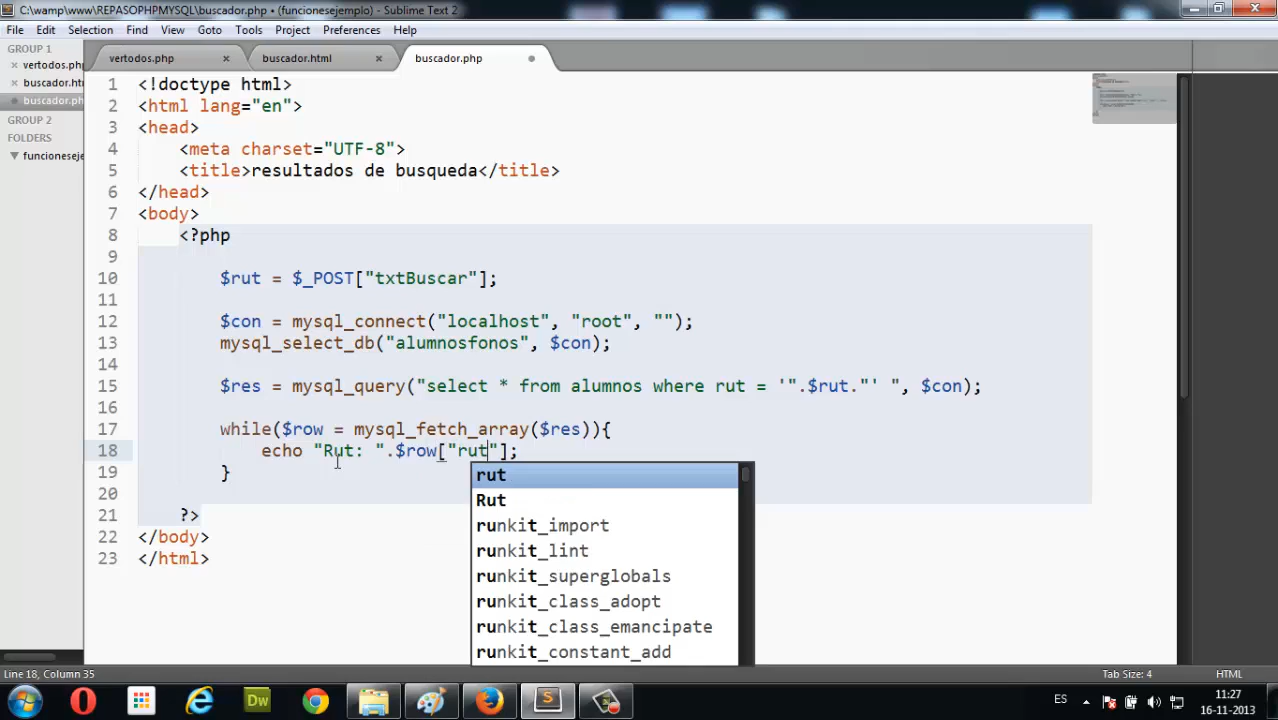 C:\wamp\www\REPASOPHPMYSQL\buscador.php • (funcionesejemplo) - Sublime Text 2
File Edit Selection Find View Goto Tools Project Preferences Help
GROUP 1
vertodos.php
buscador.ht
buscador.ph
GROUP 2
FOLDERS
funcionesej
vertodos.php
buscador.html
buscador.php
1 <!doctype html>
2 <html lang="en">
3 <head>
4 <meta charset="UTF-8">
5 <title>resultados de busqueda</title>
6 </head>
7 <body>
8 <?php
9
10 $rut = $_POST["txtBuscar"];
11
12 $con = mysql_connect("localhost", "root", "");
13 mysql_select_db("alumnosfonos", $con);
14
15 $res = mysql_query("select * from alumnos where rut = '".$rut."' ", $con);
16
17 while($row = mysql_fetch_array($res)){
18 echo "Rut: ".$row["rut"];
19 }
20
21 ?>
22 </body>
23 </html>
rut
Rut
runkit_import
runkit_lint
runkit_superglobals
runkit_class_adopt
runkit_class_emancipate
runkit_constant_add
Line 18, Column 35
Tab Size: 4
HTML
Dw
ES
11:27
16-11-2013